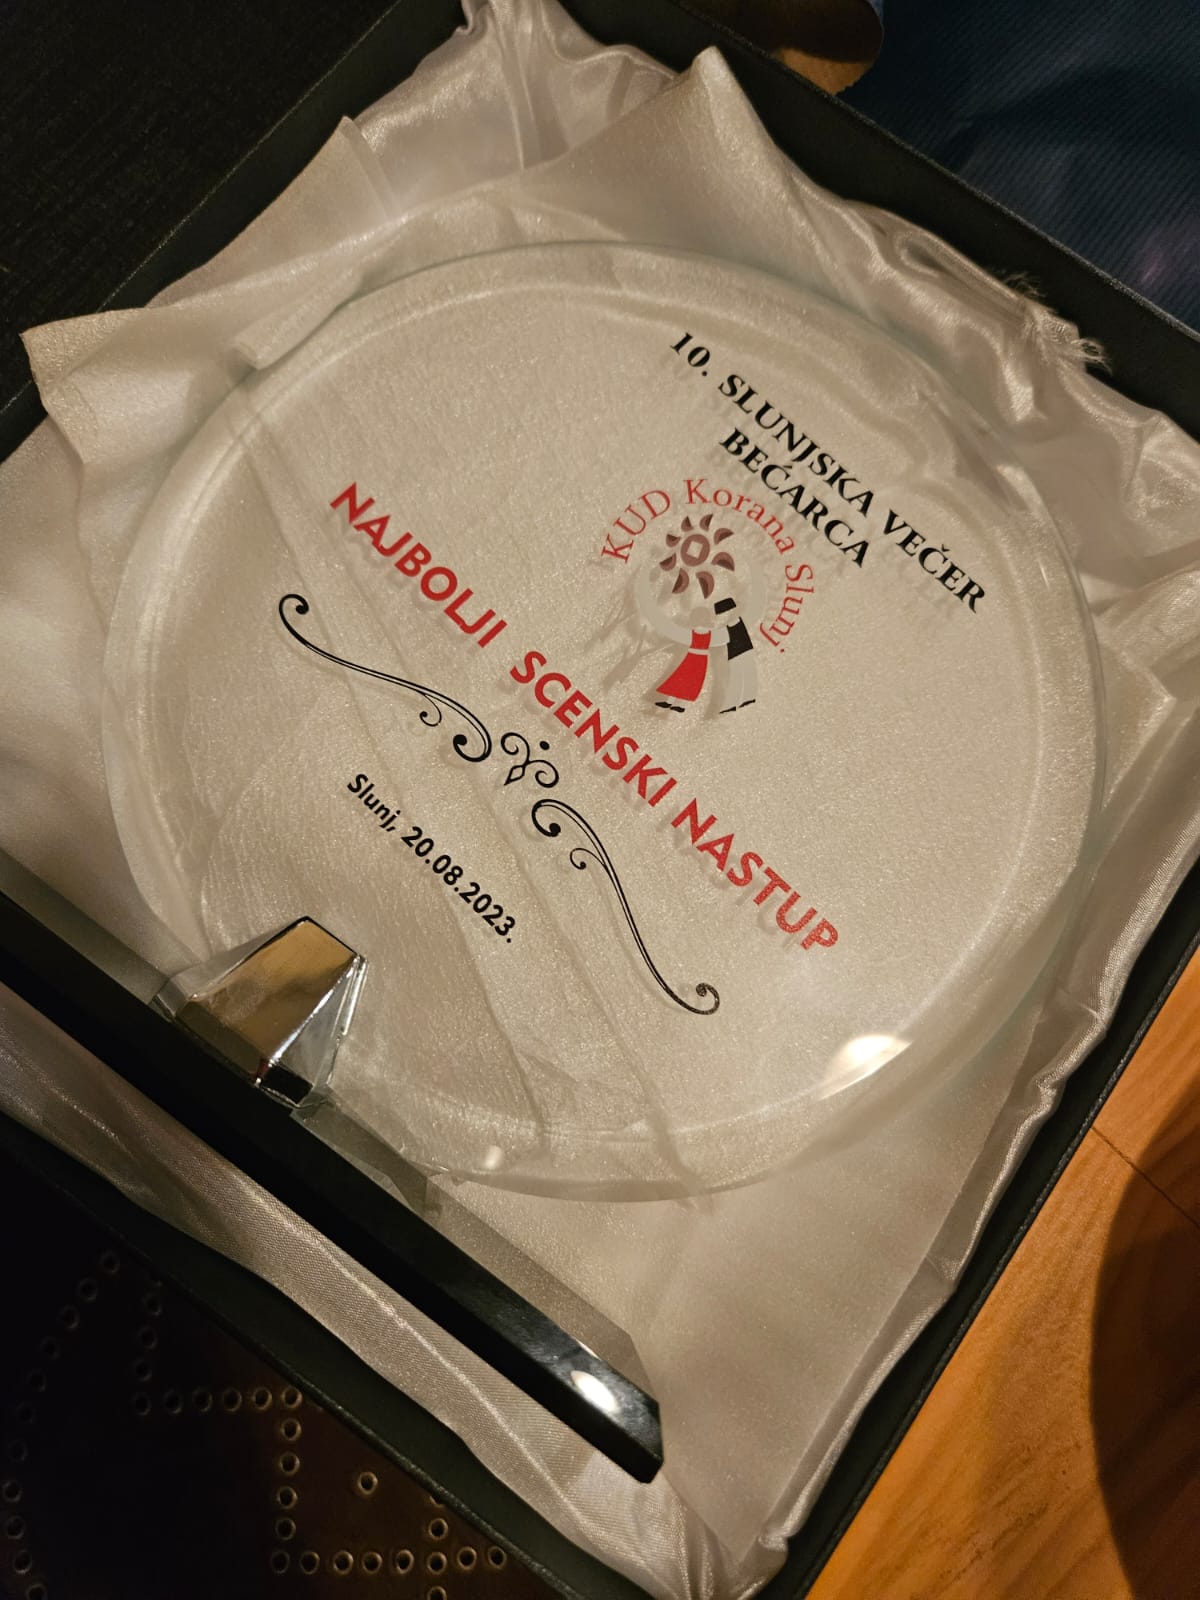 10. SLUNJSKA VEČER
BEĆARCA
KUD Korana Slunj.
NAJBOLJI SCENSKI NASTUP
Slunj, 20.08.2023.